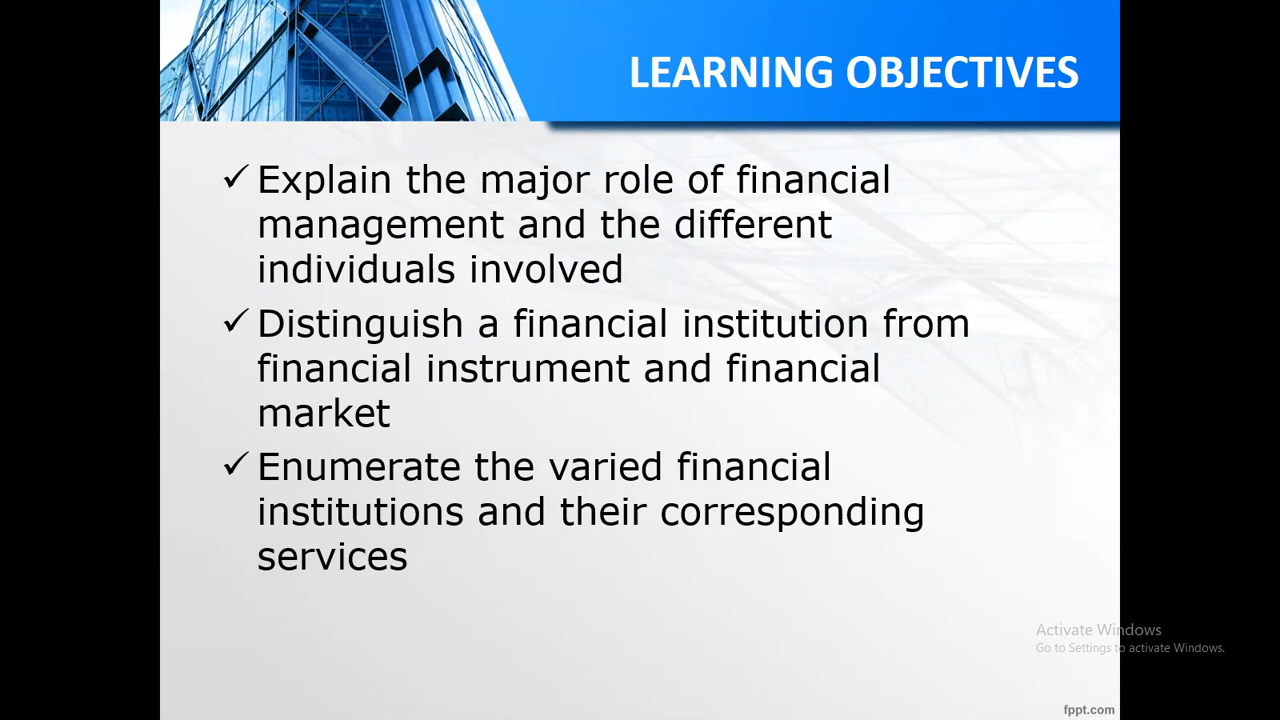 LEARNING OBJECTIVES
✓ Explain the major role of financial
management and the different
individuals involved
✓ Distinguish a financial institution from
financial instrument and financial
market
✓ Enumerate the varied financial
institutions and their corresponding
services
Activate Windows
Go to Settings to activate Windows.
fppt.com